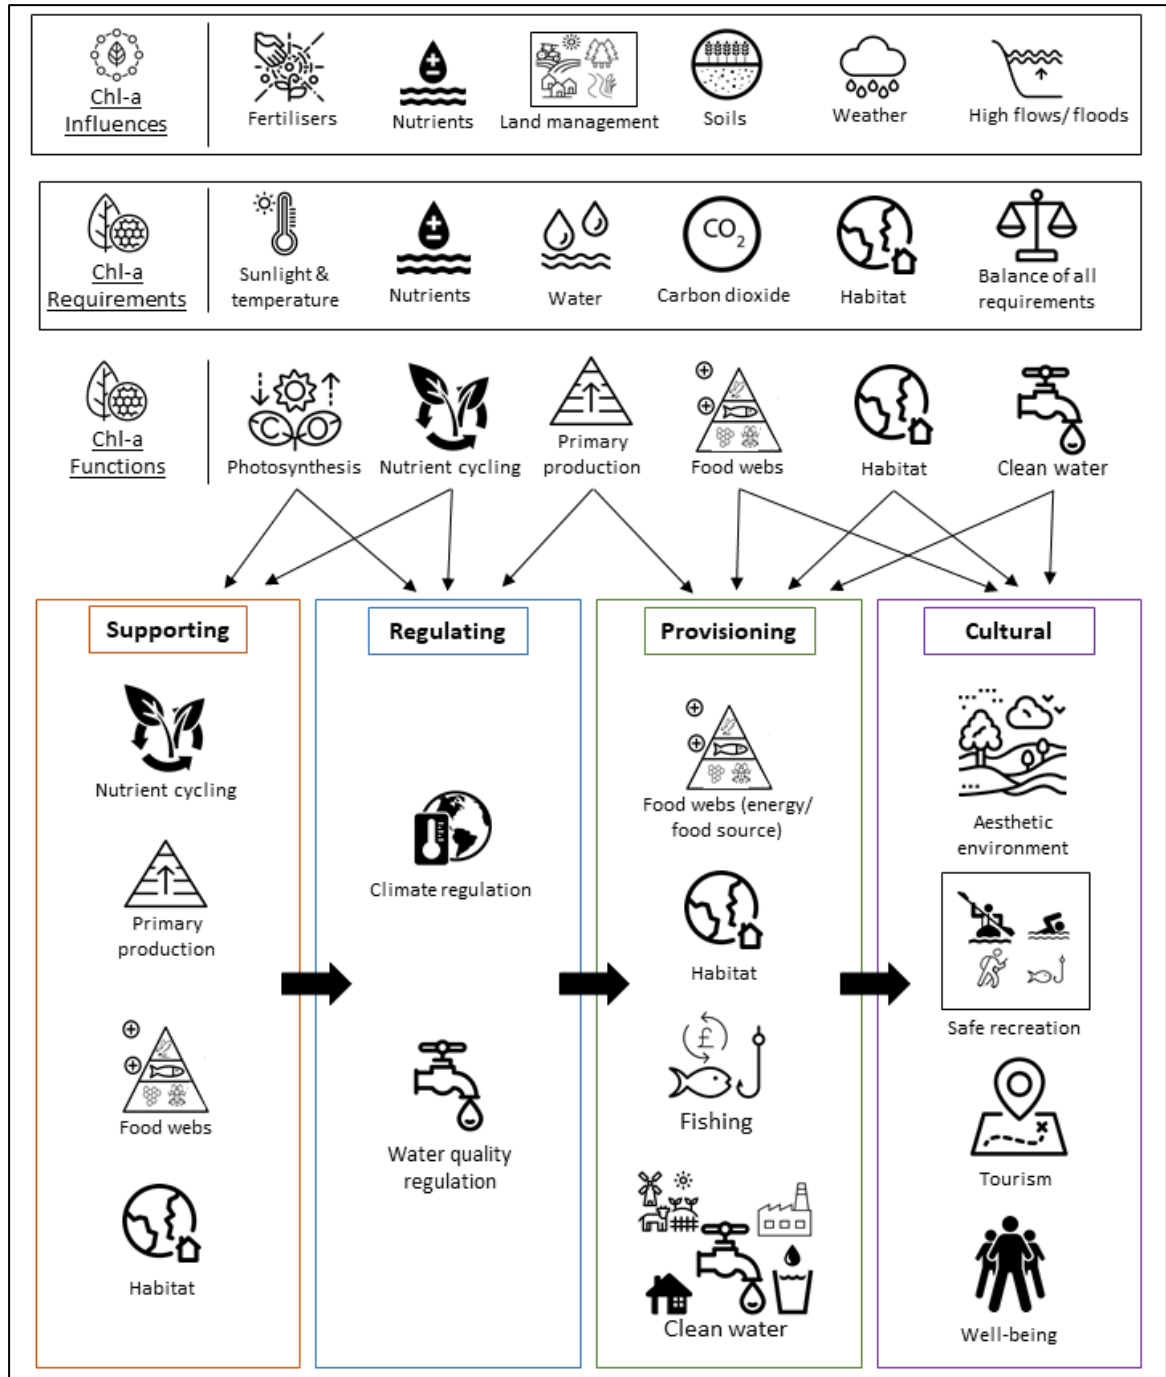 Chl-a
Influences
Fertilisers
Nutrients
Land management
Soils
Weather
High flows/ floods
Chl-a
Requirements
Sunlight &
temperature
Nutrients
Water
CO2
Carbon dioxide
Habitat
Balance of all
requirements
Chl-a
Functions
C O
Photosynthesis
Nutrient cycling
Primary
production
Food webs
Habitat
Clean water
Supporting
Nutrient cycling
Primary
production
Food webs
Habitat
Regulating
Climate regulation
Water quality
regulation
Provisioning
Food webs (energy/
food source)
Habitat
£
Fishing
Clean water
Cultural
Aesthetic
environment
Safe recreation
Tourism
Well-being